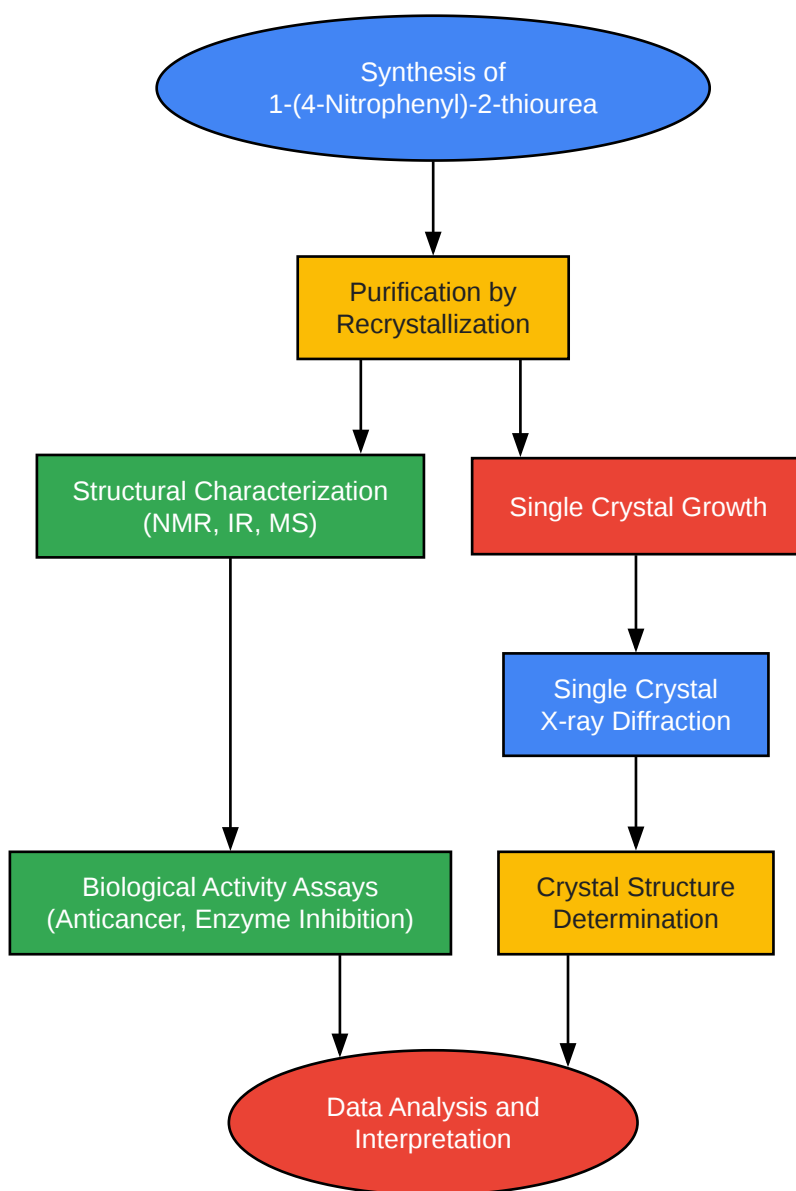 Synthesis of
1-(4-Nitrophenyl)-2-thiourea
Purification by
Recrystallization
Structural Characterization
(NMR, IR, MS)
Single Crystal Growth
Single Crystal
X-ray Diffraction
Biological Activity Assays
(Anticancer, Enzyme Inhibition)
Crystal Structure
Determination
Data Analysis and
Interpretation